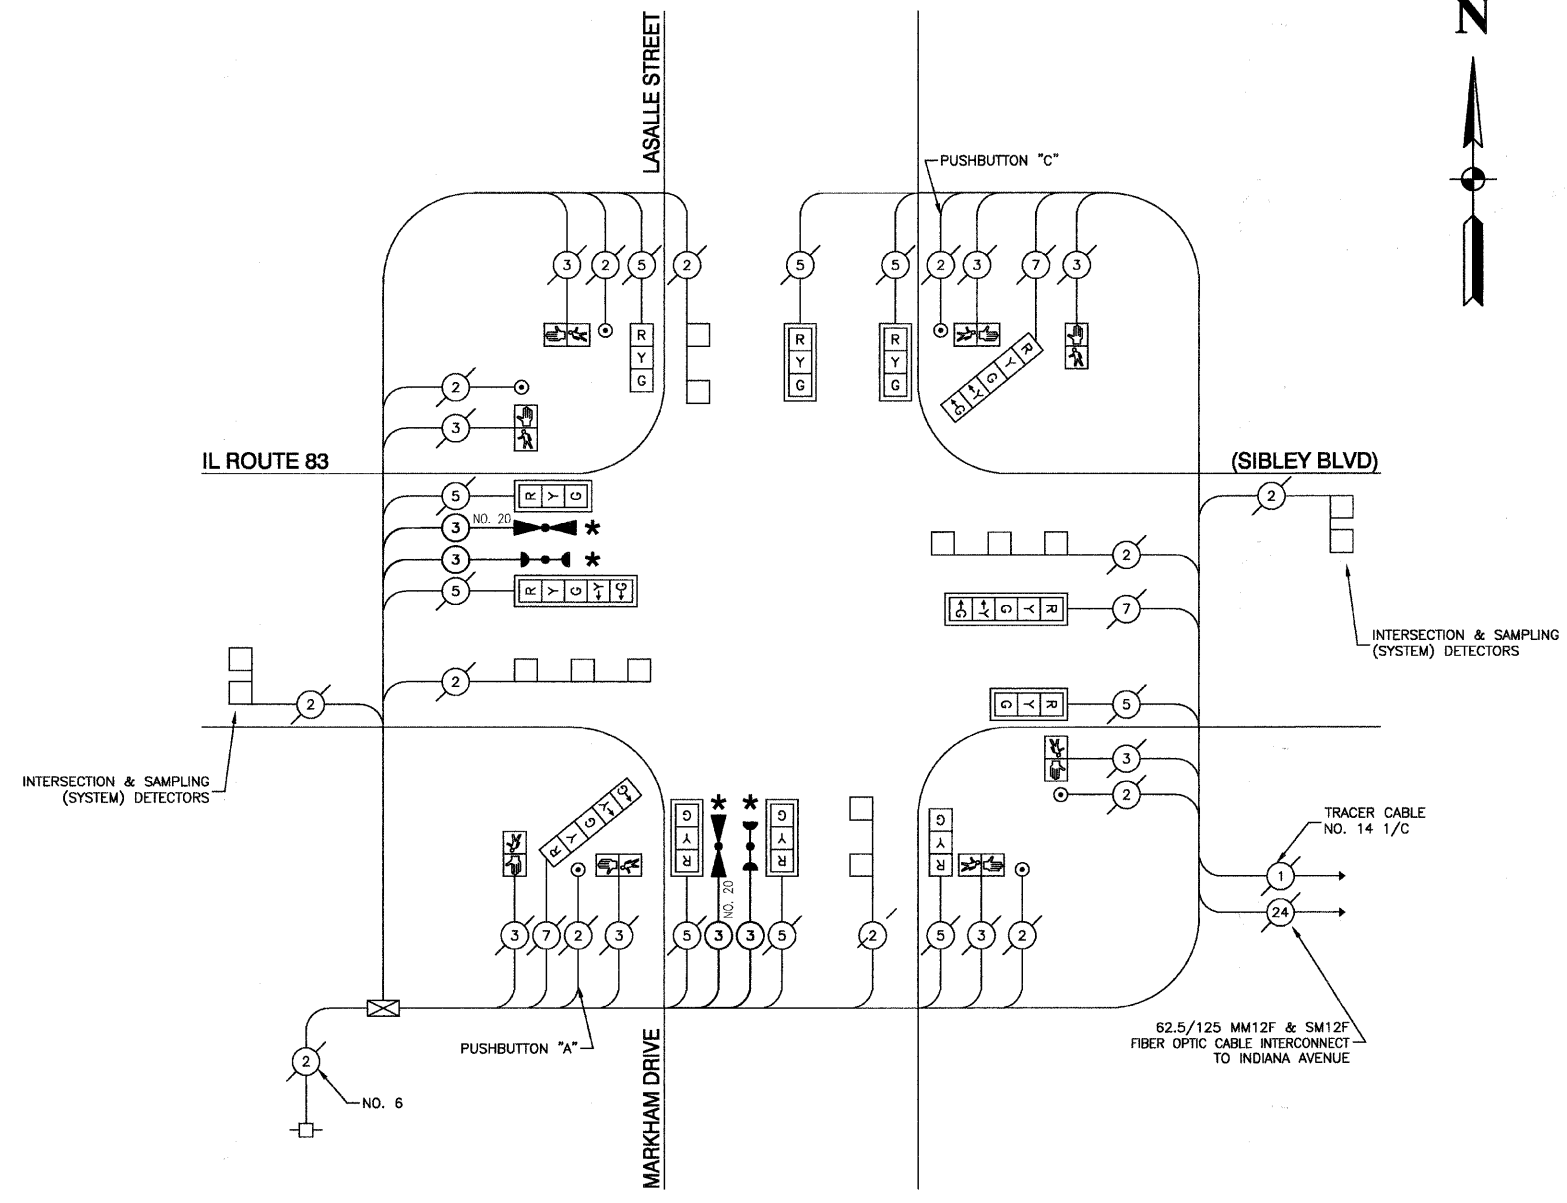 N
LASALLE STREET
PUSHBUTTON "C"
3 2 5 2 5 5 2 3 7 3
R
Y
G
R
Y
G
R
Y
G
R
Y
G
Y
G
2
3
IL ROUTE 83
(SIBLEY BLVD)
5 R Y G
2
3 NO. 20 *
3 *
2
5 R Y G Y G
7 G Y G Y R
INTERSECTION & SAMPLING
(SYSTEM) DETECTORS
2
2
5 G Y R
3
2
INTERSECTION & SAMPLING
(SYSTEM) DETECTORS
R Y G Y G
* *
G
Y
R
G
Y
R
G
Y
R
TRACER CABLE
NO. 14 1/C
1
24
NO. 20
3 7 2 3 5 3 3 5 2 5 3 2
PUSHBUTTON "A"
62.5/125 MM12F & SM12F
FIBER OPTIC CABLE INTERCONNECT
TO INDIANA AVENUE
2
NO. 6
MARKHAM DRIVE